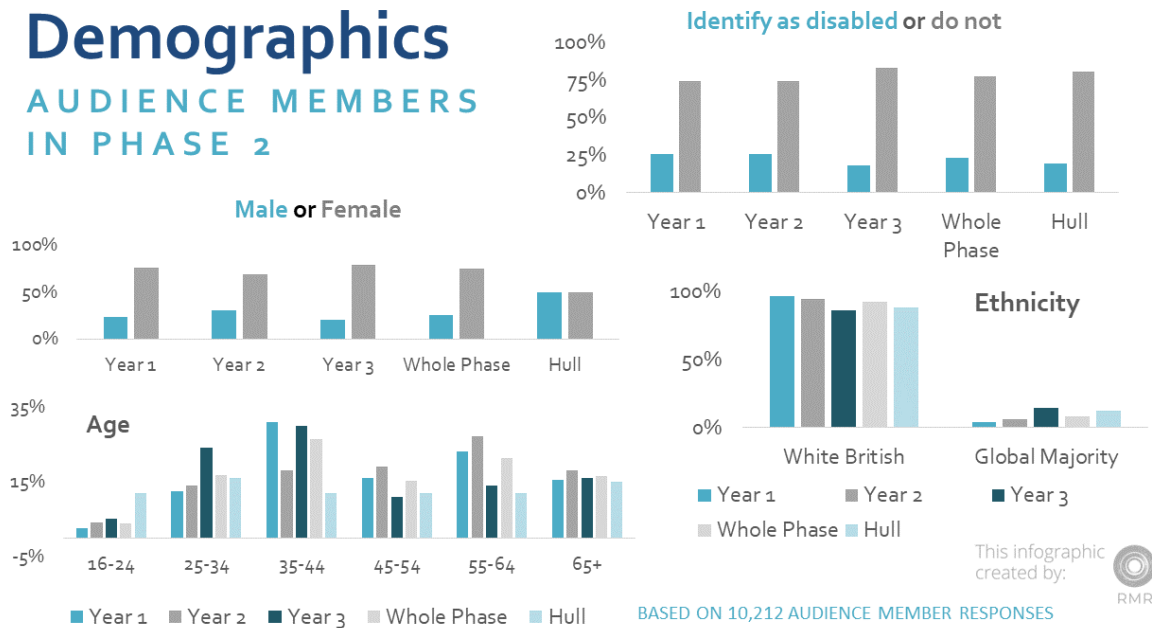 Demographics
AUDIENCE MEMBERS
IN PHASE 2
Identify as disabled or do not
100%
75%
50%
25%
0%
Year 1
Year 2
Year 3
Whole
Phase
Hull
Male or Female
100%
50%
0%
Year 1
Year 2
Year 3
Whole Phase
Hull
Age
35%
15%
-5%
16-24
25-34
35-44
45-54
55-64
65+
Year 1
Year 2
Year 3
Whole Phase
Hull
Ethnicity
100%
50%
0%
White British
Global Majority
Year 1
Year 2
Year 3
Whole Phase
Hull
This infographic
created by:
RMR
BASED ON 10,212 AUDIENCE MEMBER RESPONSES